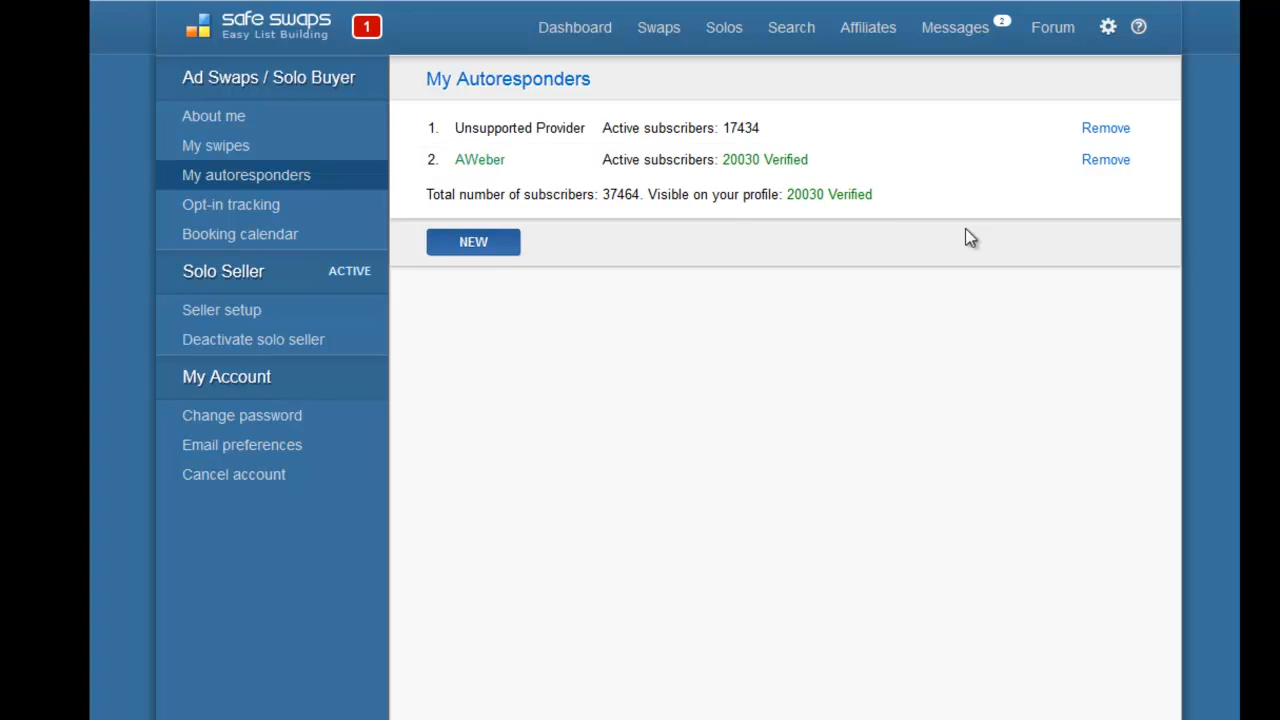 safe swaps
Easy List Building
1
Dashboard Swaps Solos Search Affiliates Messages 2 Forum
Ad Swaps / Solo Buyer
About me
My swipes
My autoresponders
Opt-in tracking
Booking calendar
Solo Seller ACTIVE
Seller setup
Deactivate solo seller
My Account
Change password
Email preferences
Cancel account
My Autoresponders
1. Unsupported Provider Active subscribers: 17434 Remove
2. AWeber Active subscribers: 20030 Verified Remove
Total number of subscribers: 37464. Visible on your profile: 20030 Verified
NEW